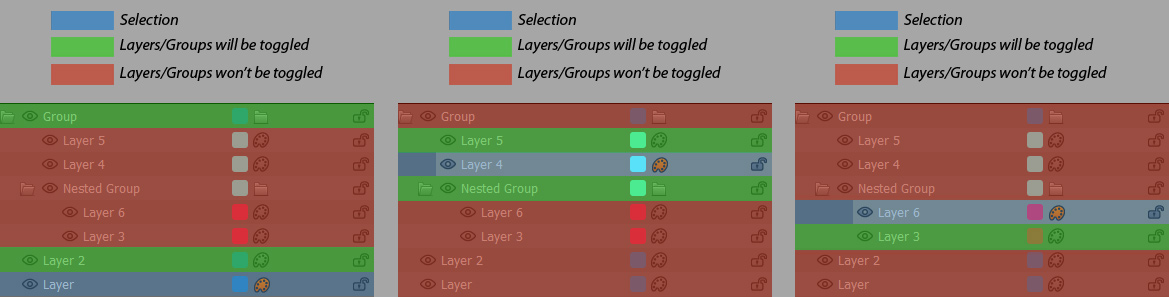 Selection
Layers/Groups will be toggled
Layers/Groups won't be toggled
Group
Layer 5
Layer 4
Nested Group
Layer 6
Layer 3
Layer 2
Layer
Selection
Layers/Groups will be toggled
Layers/Groups won't be toggled
Group
Layer 5
Layer 4
Nested Group
Layer 6
Layer 3
Layer 2
Layer
Selection
Layers/Groups will be toggled
Layers/Groups won't be toggled
Group
Layer 5
Layer 4
Nested Group
Layer 6
Layer 3
Layer 2
Layer